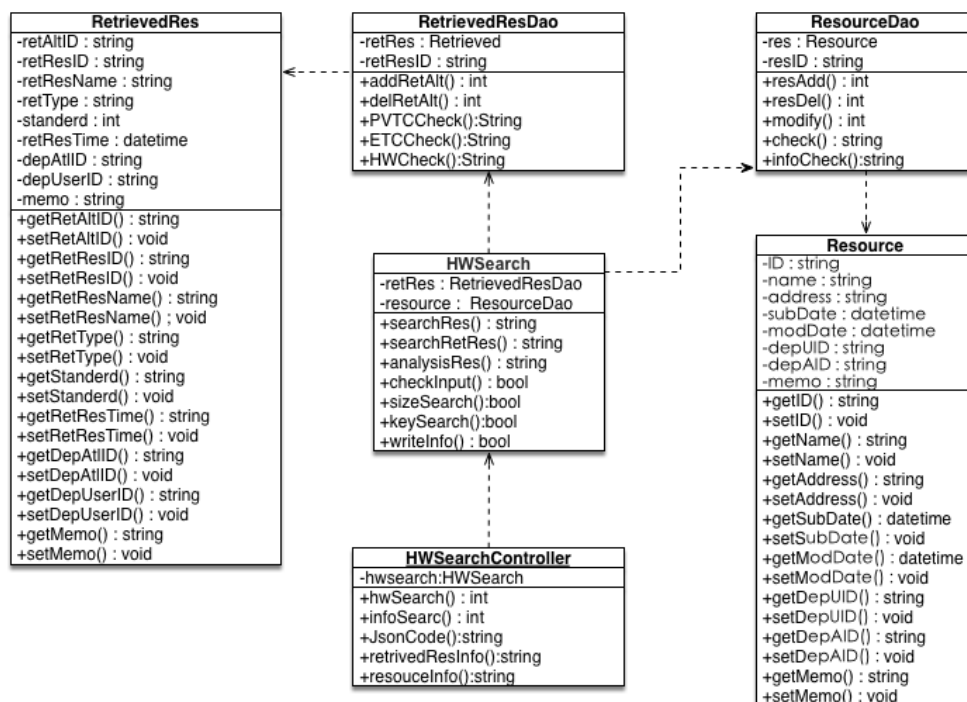 RetrievedRes
-retAltID : string
-retResID : string
-retResName : string
-retType : string
-standerd : int
-retResTime : datetime
-depAtlID : string
-depUserID : string
-memo : string
+getRetAltID() : string
+setRetAltID() : void
+getRetResID() : string
+setRetResID() : void
+getRetResName() : string
+setRetResName() ; void
+getRetType() : string
+setRetType() : void
+getStanderd() : string
+setStanderd() : void
+getRetResTime() : string
+setRetResTime() : void
+getDepAtlID() : string
+setDepAtlID() : void
+getDepUserID() : string
+setDepUserID() : void
+getMemo() : string
+setMemo() : void
RetrievedResDao
-retRes : Retrieved
-retResID : string
+addRetAlt() : int
+delRetAlt() : int
+PVTCCheck():String
+ETCCheck():String
+HWCheck():String
ResourceDao
-res : Resource
-resID : string
+resAdd() : int
+resDel() : int
+modify() : int
+check() : string
+infoCheck():string
HWSearch
-retRes : RetrievedResDao
-resource : ResourceDao
+searchRes() : string
+searchRetRes() : string
+analysisRes() : string
+checkInput() : bool
+sizeSearch():bool
+keySearch():bool
+writeInfo() : bool
Resource
-ID : string
-name : string
-address : string
-subDate : datetime
-modDate : datetime
-depUID : string
-depAID : string
-memo : string
+getID() : string
+setID() : void
+getName() : string
+setName() : void
+getAddress() : string
+setAddress() : void
+getSubDate() : datetime
+setSubDate() : void
+getModDate() : datetime
+setModDate() : void
+getDepUID() : string
+setDepUID() : void
+getDepAID() : string
+setDepAID() : void
+getMemo() : string
+setMemo() : void
HWSearchController
-hwsearch:HWSearch
+hwSearch() : int
+infoSearc() : int
+JsonCode():string
+retrivedResInfo():string
+resouceInfo():string